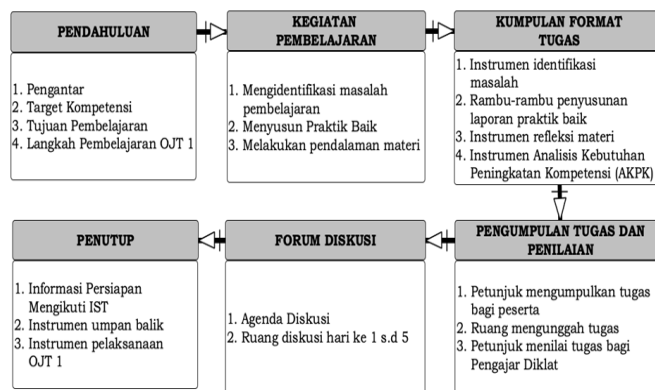 PENDAHULUAN
1. Pengantar
2. Target Kompetensi
3. Tujuan Pembelajaran
4. Langkah Pembelajaran OJT 1
KEGIATAN
PEMBELAJARAN
1. Mengidentifikasi masalah
pembelajaran
2. Menyusun Praktik Baik
3. Melakukan pendalaman materi
KUMPULAN FORMAT
TUGAS
1. Instrumen identifikasi
masalah
2. Rambu-rambu penyusunan
laporan praktik baik
3. Instrumen refleksi materi
4. Instrumen Analisis Kebutuhan
Peningkatan Kompetensi (AKPK)
PENGUMPULAN TUGAS DAN
PENILAIAN
1. Petunjuk mengumpulkan tugas
bagi peserta
2. Ruang mengunggah tugas
3. Petunjuk menilai tugas bagi
Pengajar Diklat
FORUM DISKUSI
1. Agenda Diskusi
2. Ruang diskusi hari ke 1 s.d 5
PENUTUP
1. Informasi Persiapan
Mengikuti IST
2. Instrumen umpan balik
3. Instrumen pelaksanaan
OJT 1